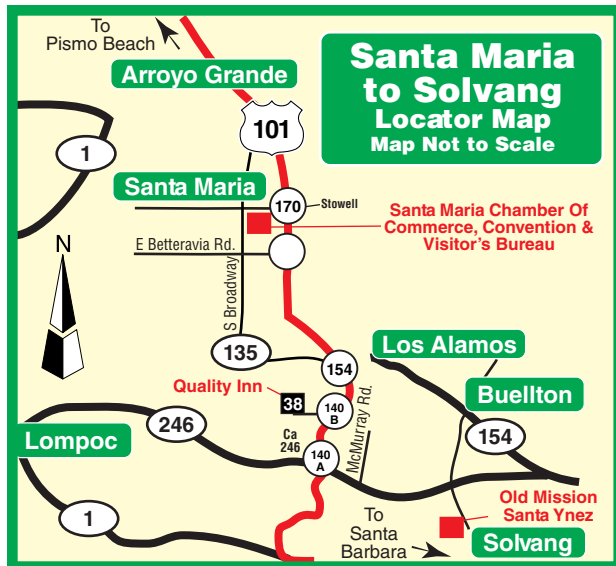 To
Pismo Beach
Arroyo Grande
Santa Maria
to Solvang
Locator Map
Map Not to Scale
101
1
Santa Maria
170
Stowell
Santa Maria Chamber Of
Commerce, Convention &
Visitor's Bureau
N
E Betteravia Rd.
S Broadway
135
154
Los Alamos
Quality Inn
38
140
B
Buellton
246
Ca
246
McMurray Rd.
154
Lompoc
140
A
1
To
Santa
Barbara
Old Mission
Santa Ynez
Solvang